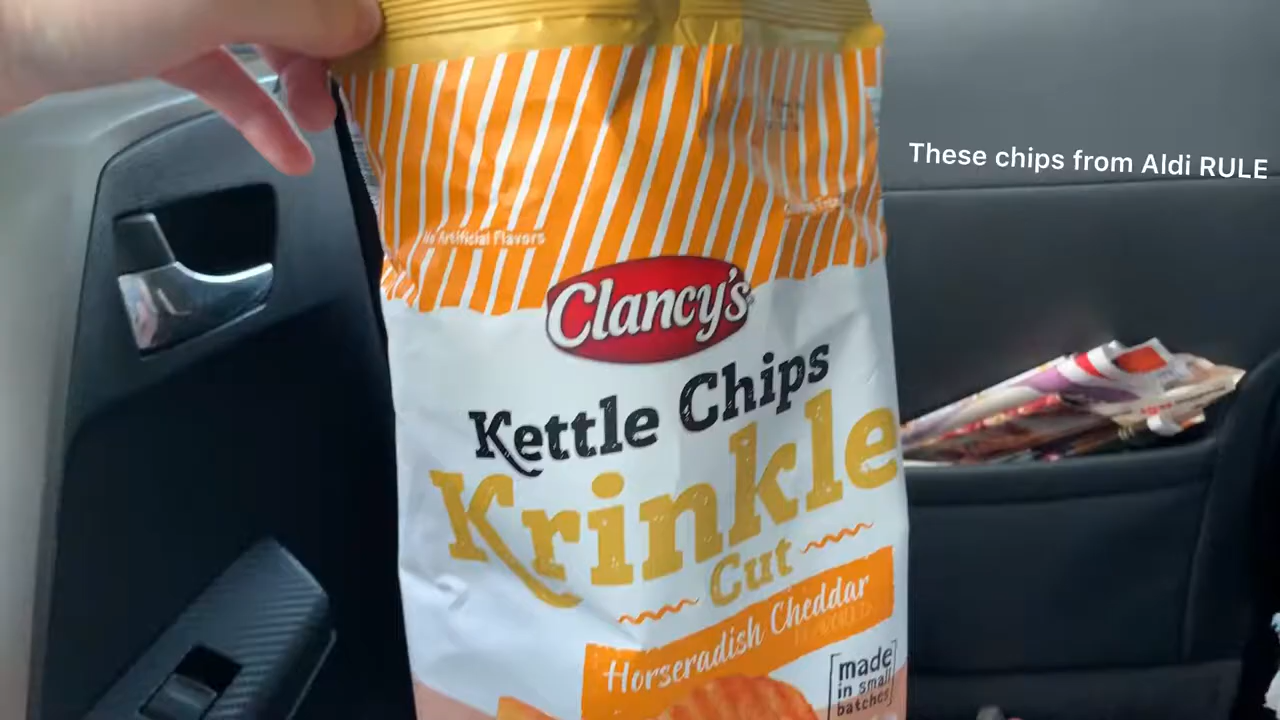 These chips from Aldi RULE
No Artificial Flavors
Clancy's
Kettle Chips
Krinkle
Cut
Horseradish Cheddar
FLAVORED
[made
in small
batches]